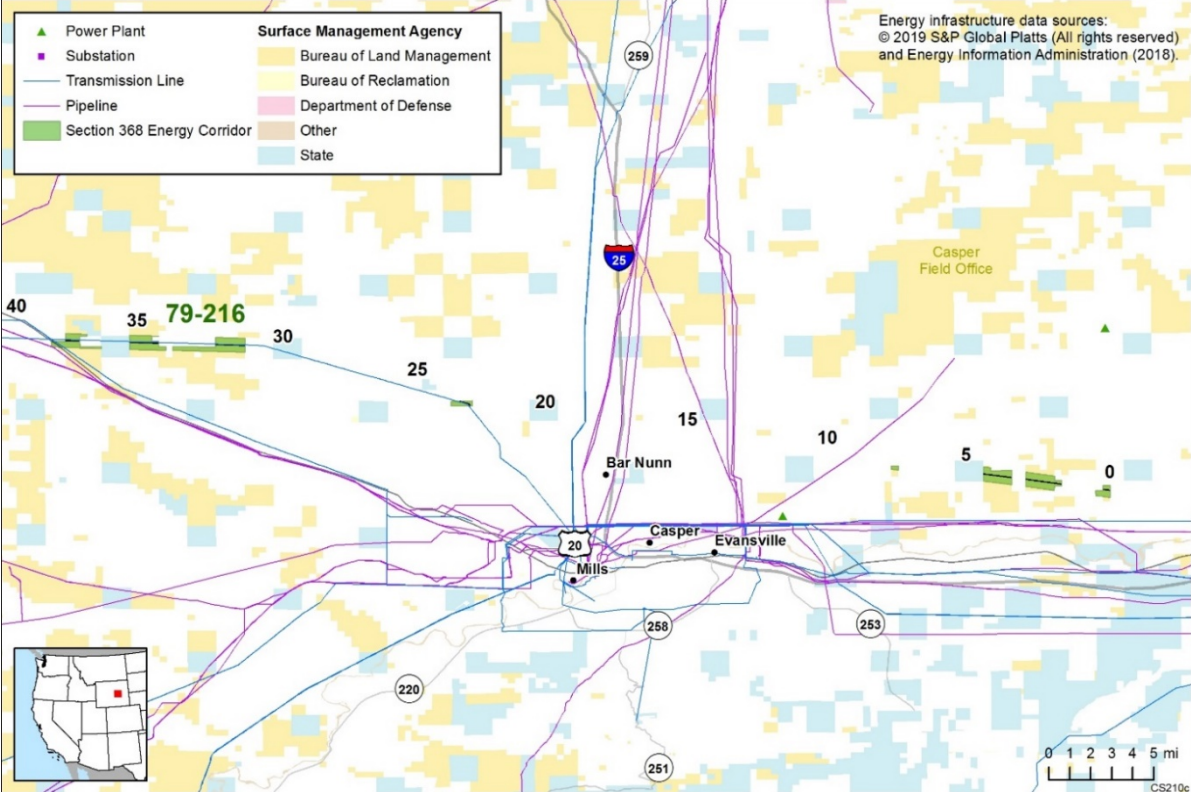 Power Plant
Substation
Transmission Line
Pipeline
Section 368 Energy Corridor
Surface Management Agency
Bureau of Land Management
Bureau of Reclamation
Department of Defense
Other
State
Energy infrastructure data sources:
© 2019 S&P Global Platts (All rights reserved)
and Energy Information Administration (2018).
259
25
Casper
Field Office
40
35
79-216
30
25
20
15
10
5
0
Bar Nunn
20
Casper
Evansville
Mills
258
253
220
251
0 1 2 3 4 5 mi
CS210c